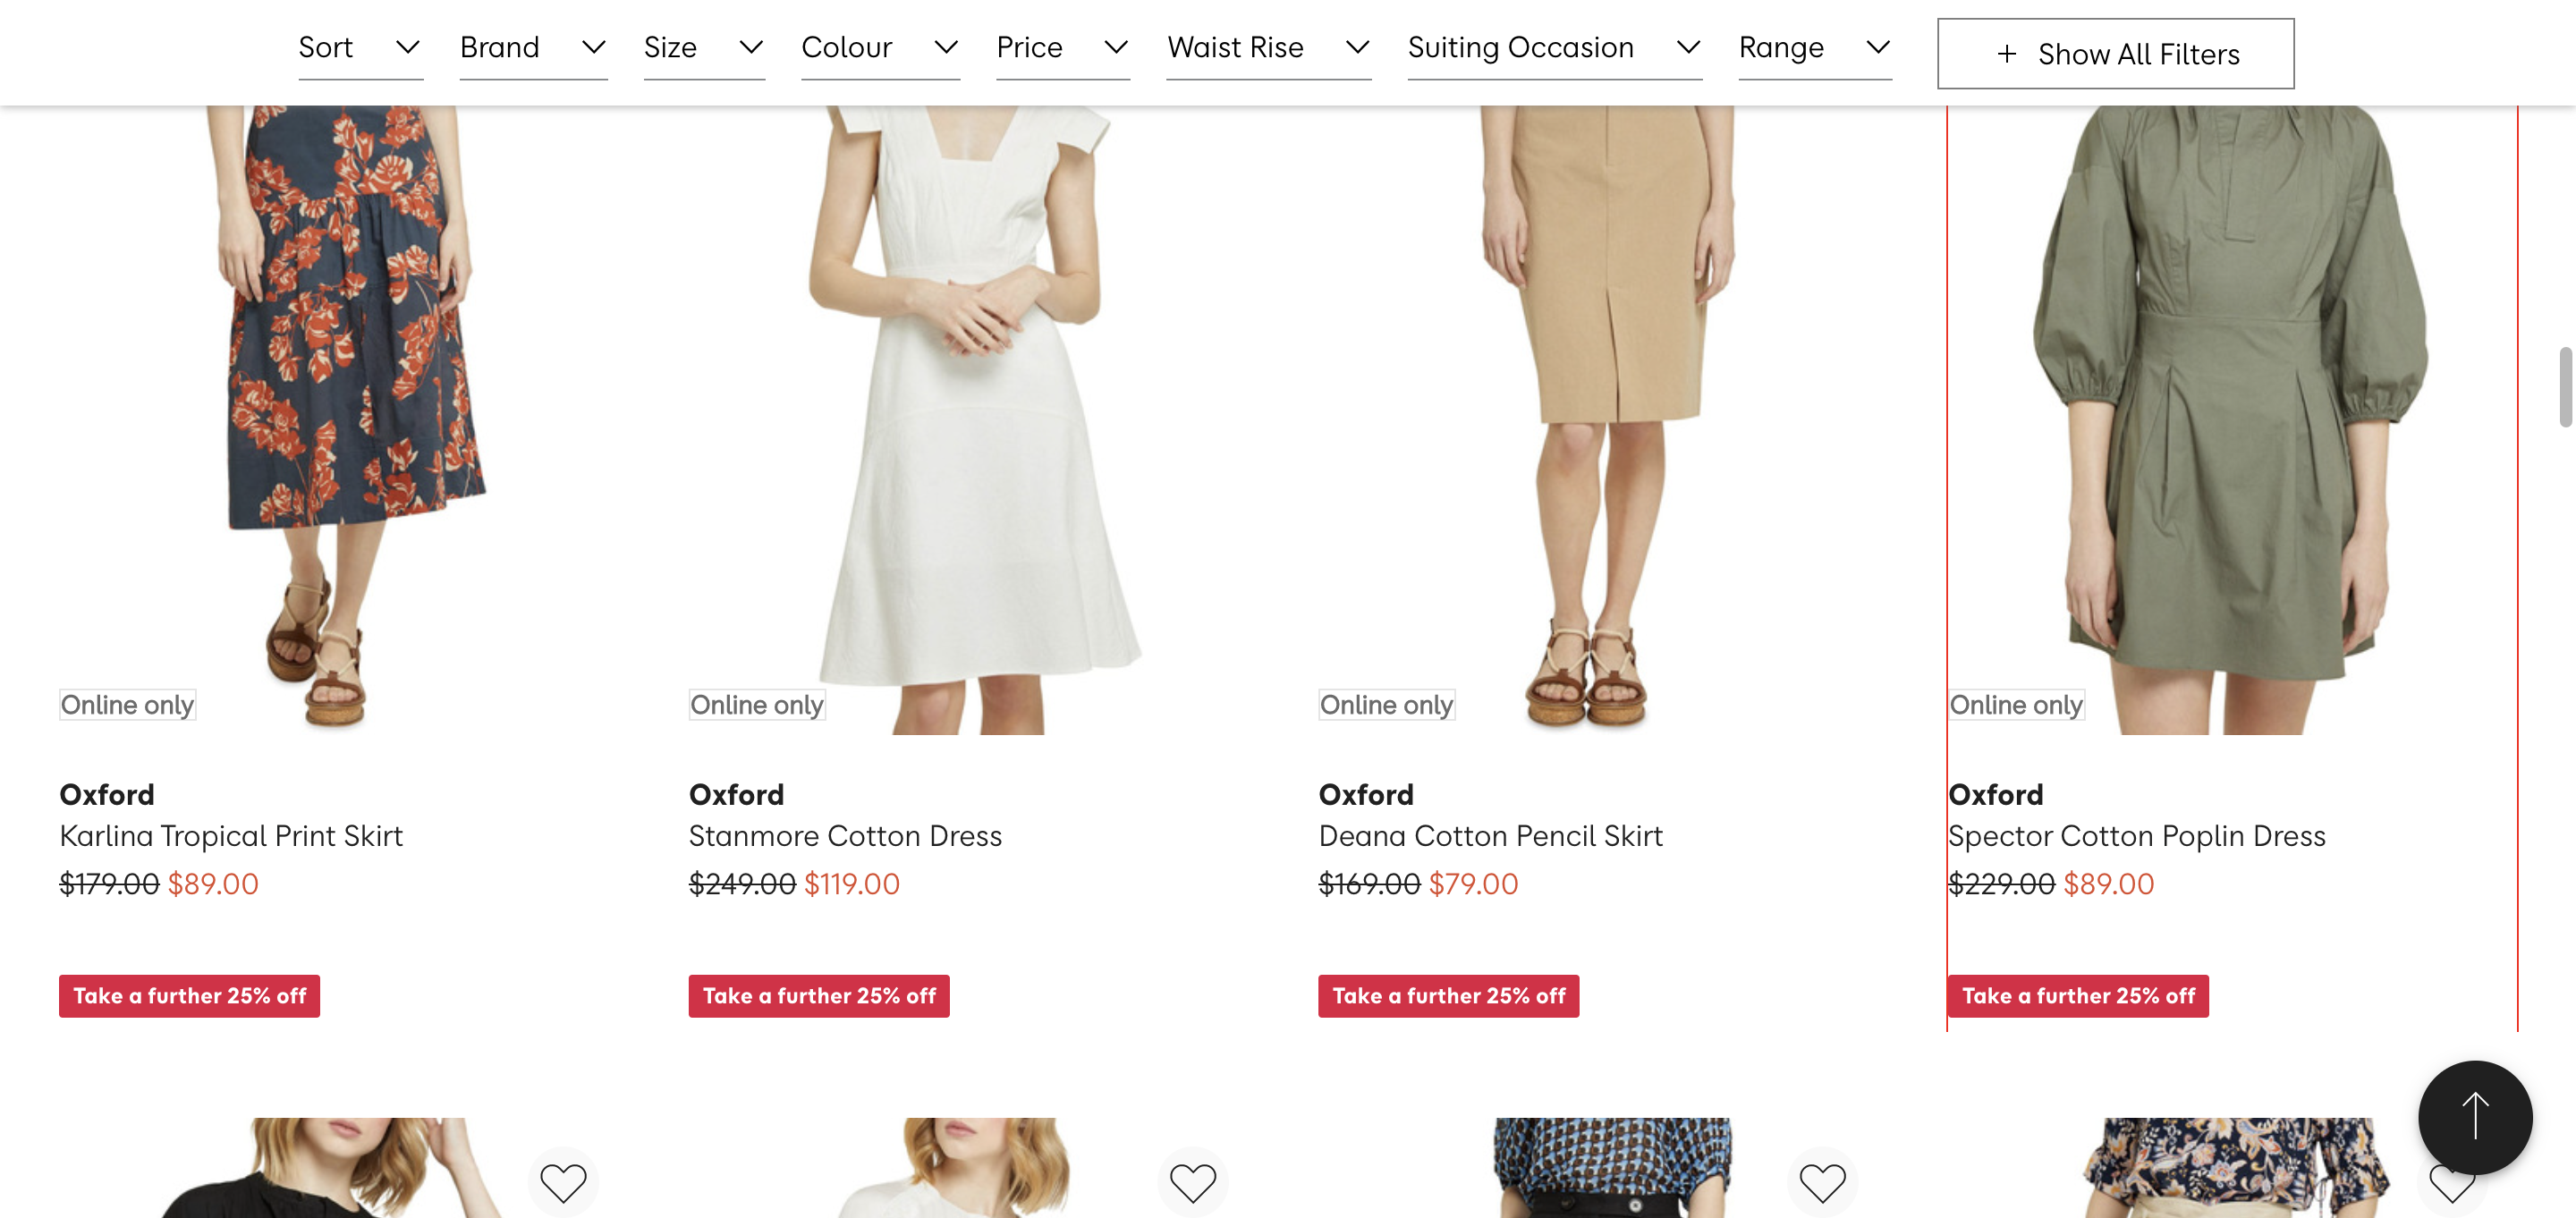 Sort
Brand
Size
Colour
Price
Waist Rise
Suiting Occasion
Range
+ Show All Filters
Online only
Online only
Online only
Online only
Oxford
Karlina Tropical Print Skirt
$179.00 $89.00
Take a further 25% off
Oxford
Stanmore Cotton Dress
$249.00 $119.00
Take a further 25% off
Oxford
Deana Cotton Pencil Skirt
$169.00 $79.00
Take a further 25% off
Oxford
Spector Cotton Poplin Dress
$229.00 $89.00
Take a further 25% off